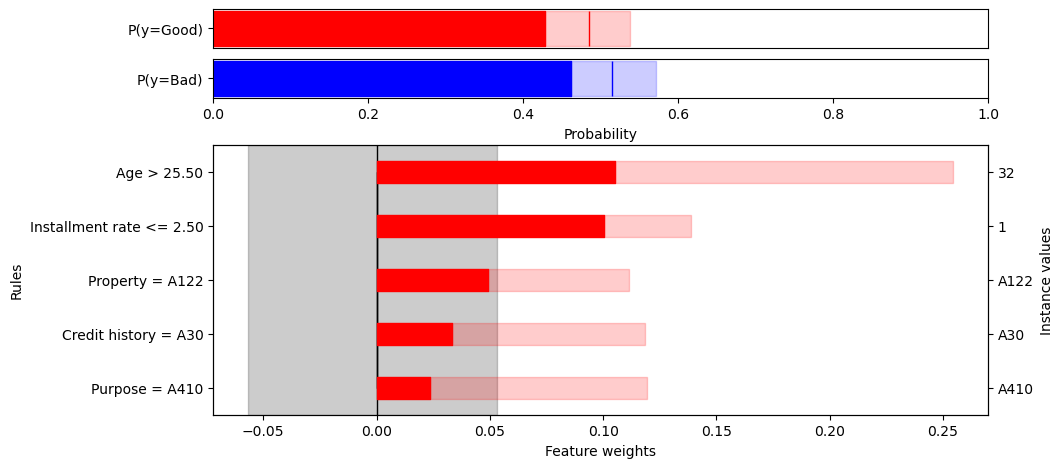 P(y=Good)
P(y=Bad)
0.0 0.2 0.4 0.6 0.8 1.0
Probability
Age > 25.50 32
Installment rate <= 2.50 1
Property = A122 A122
Credit history = A30 A30
Purpose = A410 A410
Rules
Instance values
−0.05 0.00 0.05 0.10 0.15 0.20 0.25
Feature weights